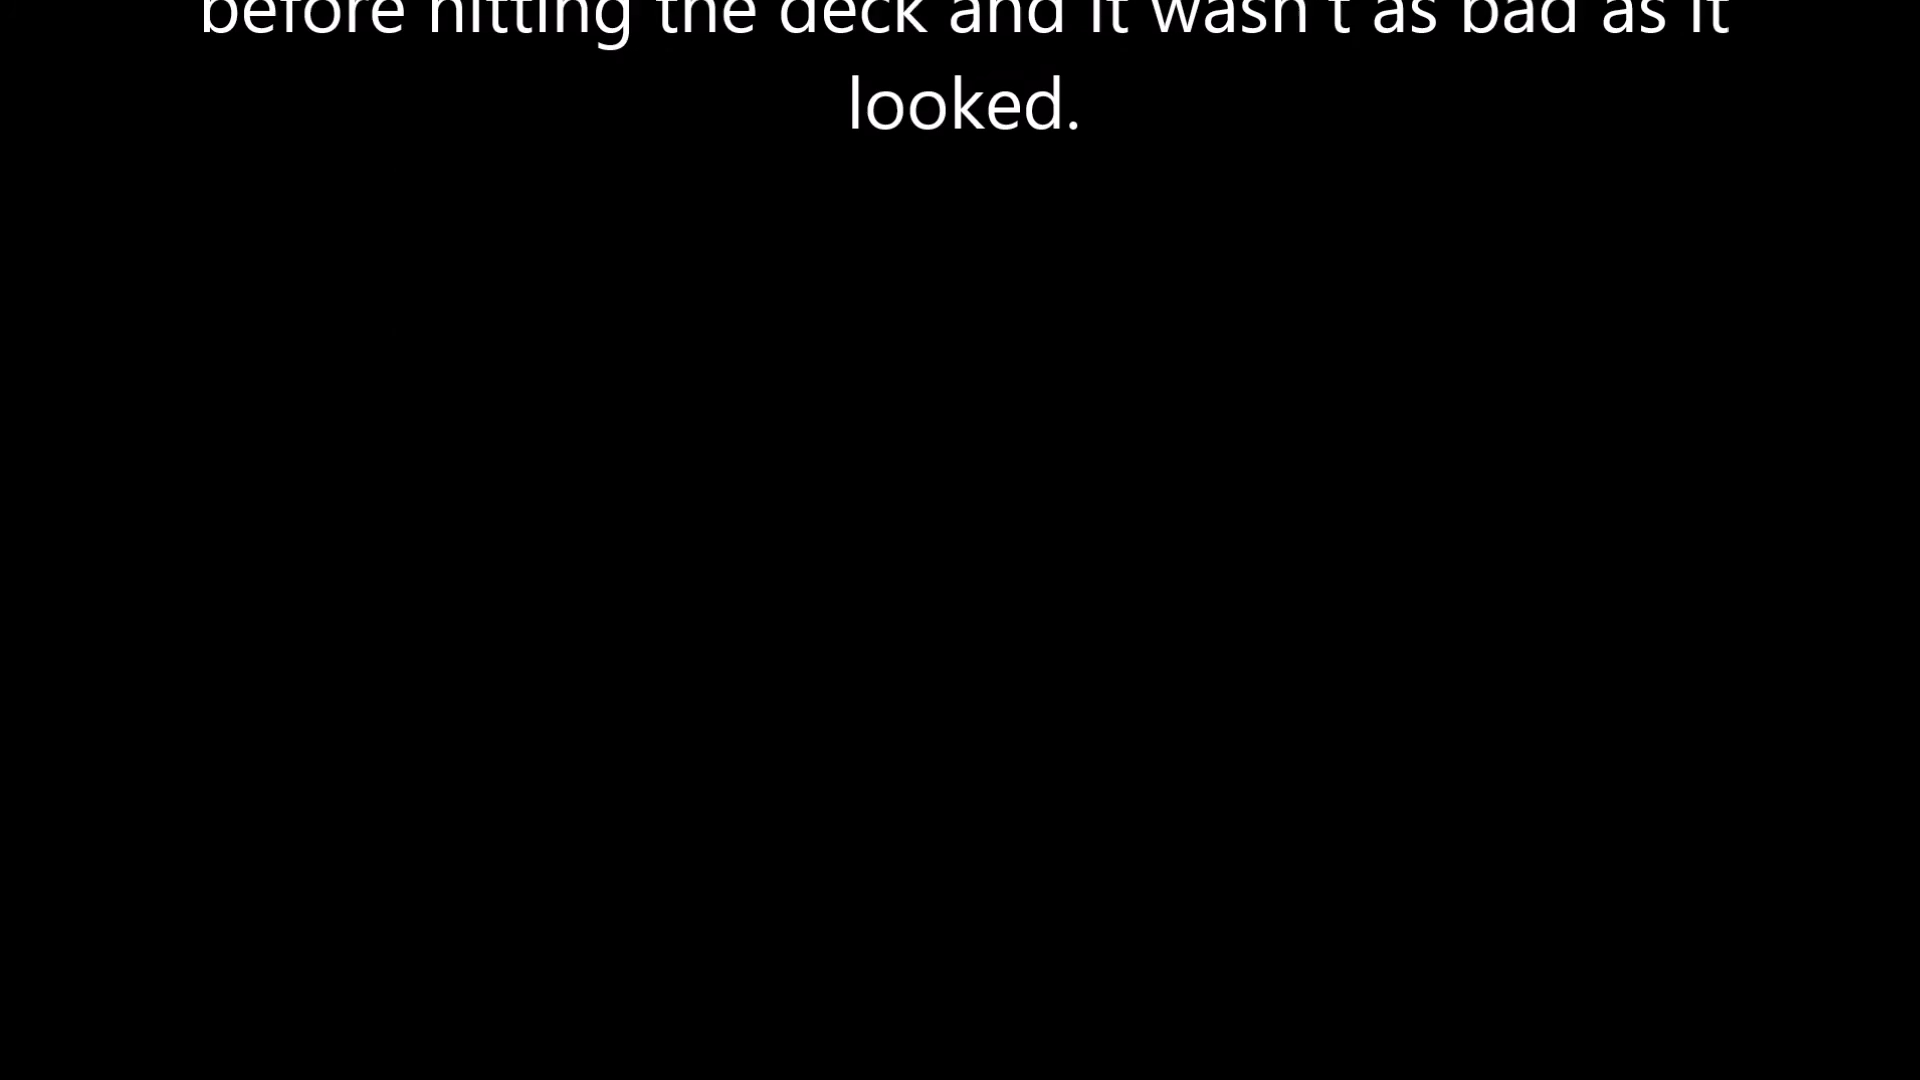 before hitting the deck and it wasn't as bad as it
looked.